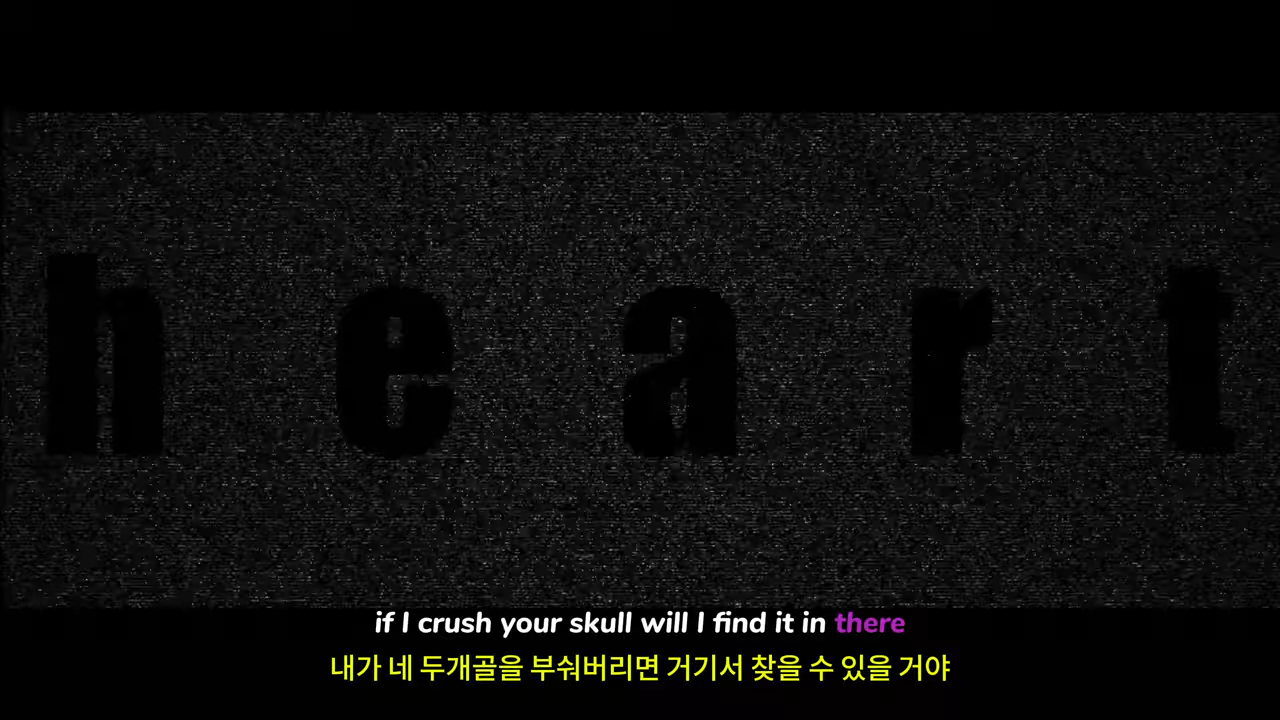 heart
if I crush your skull will I find it in there
내가 네 두개골을 부숴버리면 거기서 찾을 수 있을 거야